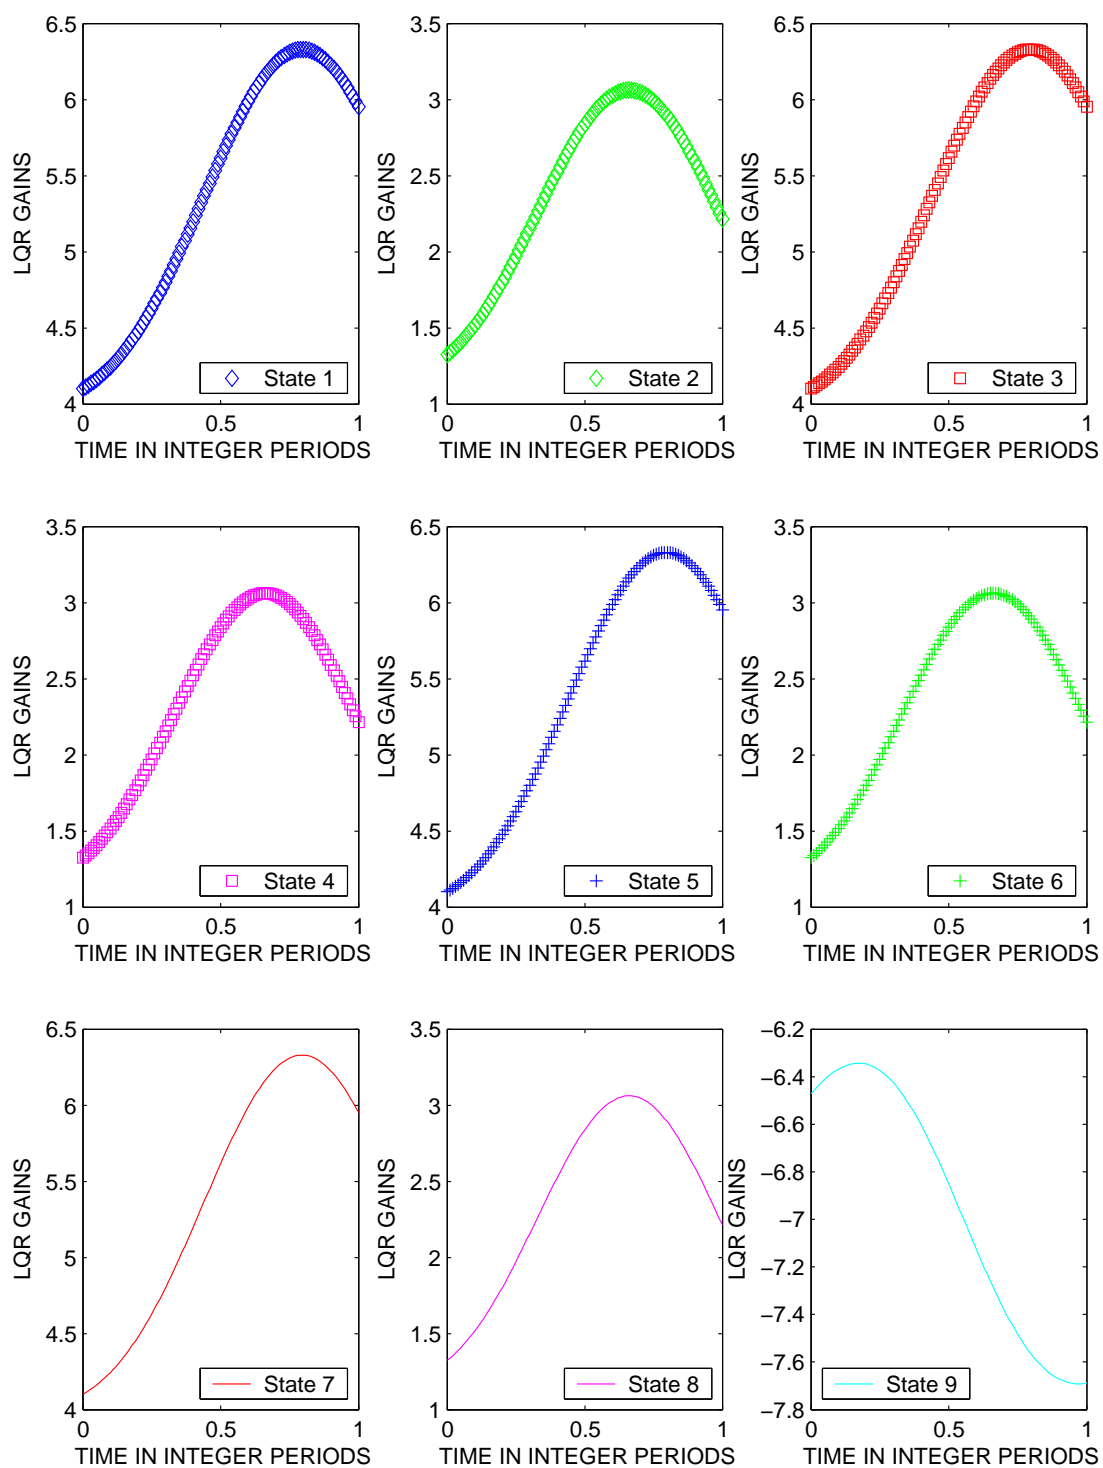 6.5
6
5.5
5
4.5
4
LQR GAINS
State 1
0 0.5 1
TIME IN INTEGER PERIODS
3.5
3
2.5
2
1.5
1
LQR GAINS
State 2
0 0.5 1
TIME IN INTEGER PERIODS
6.5
6
5.5
5
4.5
4
LQR GAINS
State 3
0 0.5 1
TIME IN INTEGER PERIODS
3.5
3
2.5
2
1.5
1
LQR GAINS
State 4
0 0.5 1
TIME IN INTEGER PERIODS
6.5
6
5.5
5
4.5
4
LQR GAINS
State 5
0 0.5 1
TIME IN INTEGER PERIODS
3.5
3
2.5
2
1.5
1
LQR GAINS
State 6
0 0.5 1
TIME IN INTEGER PERIODS
6.5
6
5.5
5
4.5
4
LQR GAINS
State 7
0 0.5 1
TIME IN INTEGER PERIODS
3.5
3
2.5
2
1.5
1
LQR GAINS
State 8
0 0.5 1
TIME IN INTEGER PERIODS
−6.2
−6.4
−6.6
−6.8
−7
−7.2
−7.4
−7.6
−7.8
LQR GAINS
State 9
0 0.5 1
TIME IN INTEGER PERIODS